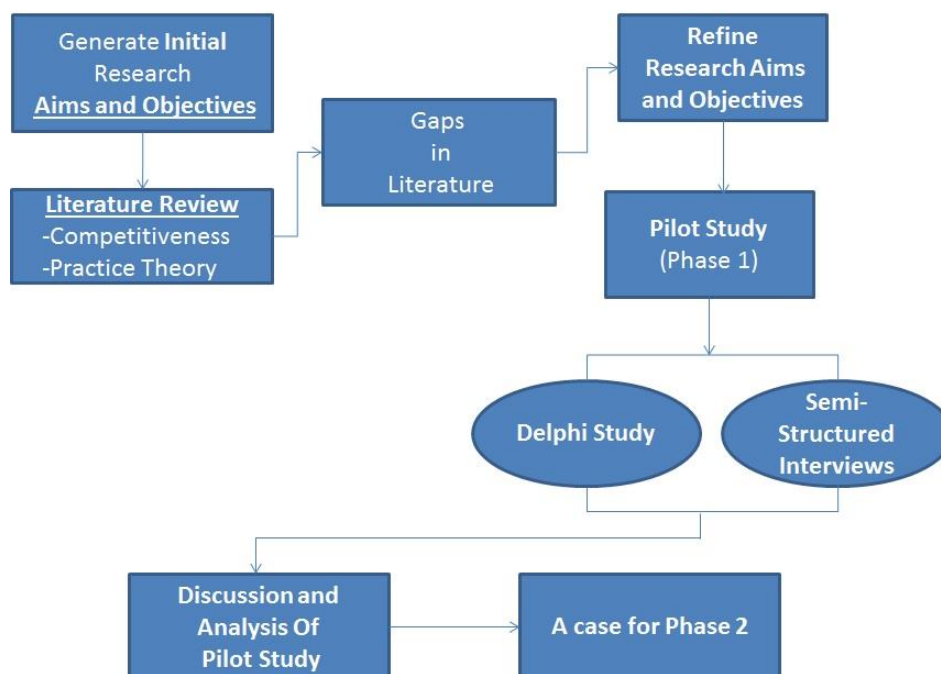 Generate Initial
Research
Aims and Objectives
Literature Review
-Competitiveness
-Practice Theory
Gaps
in
Literature
Refine
Research Aims
and Objectives
Pilot Study
(Phase 1)
Delphi Study
Semi-
Structured
Interviews
Discussion and
Analysis Of
Pilot Study
A case for Phase 2